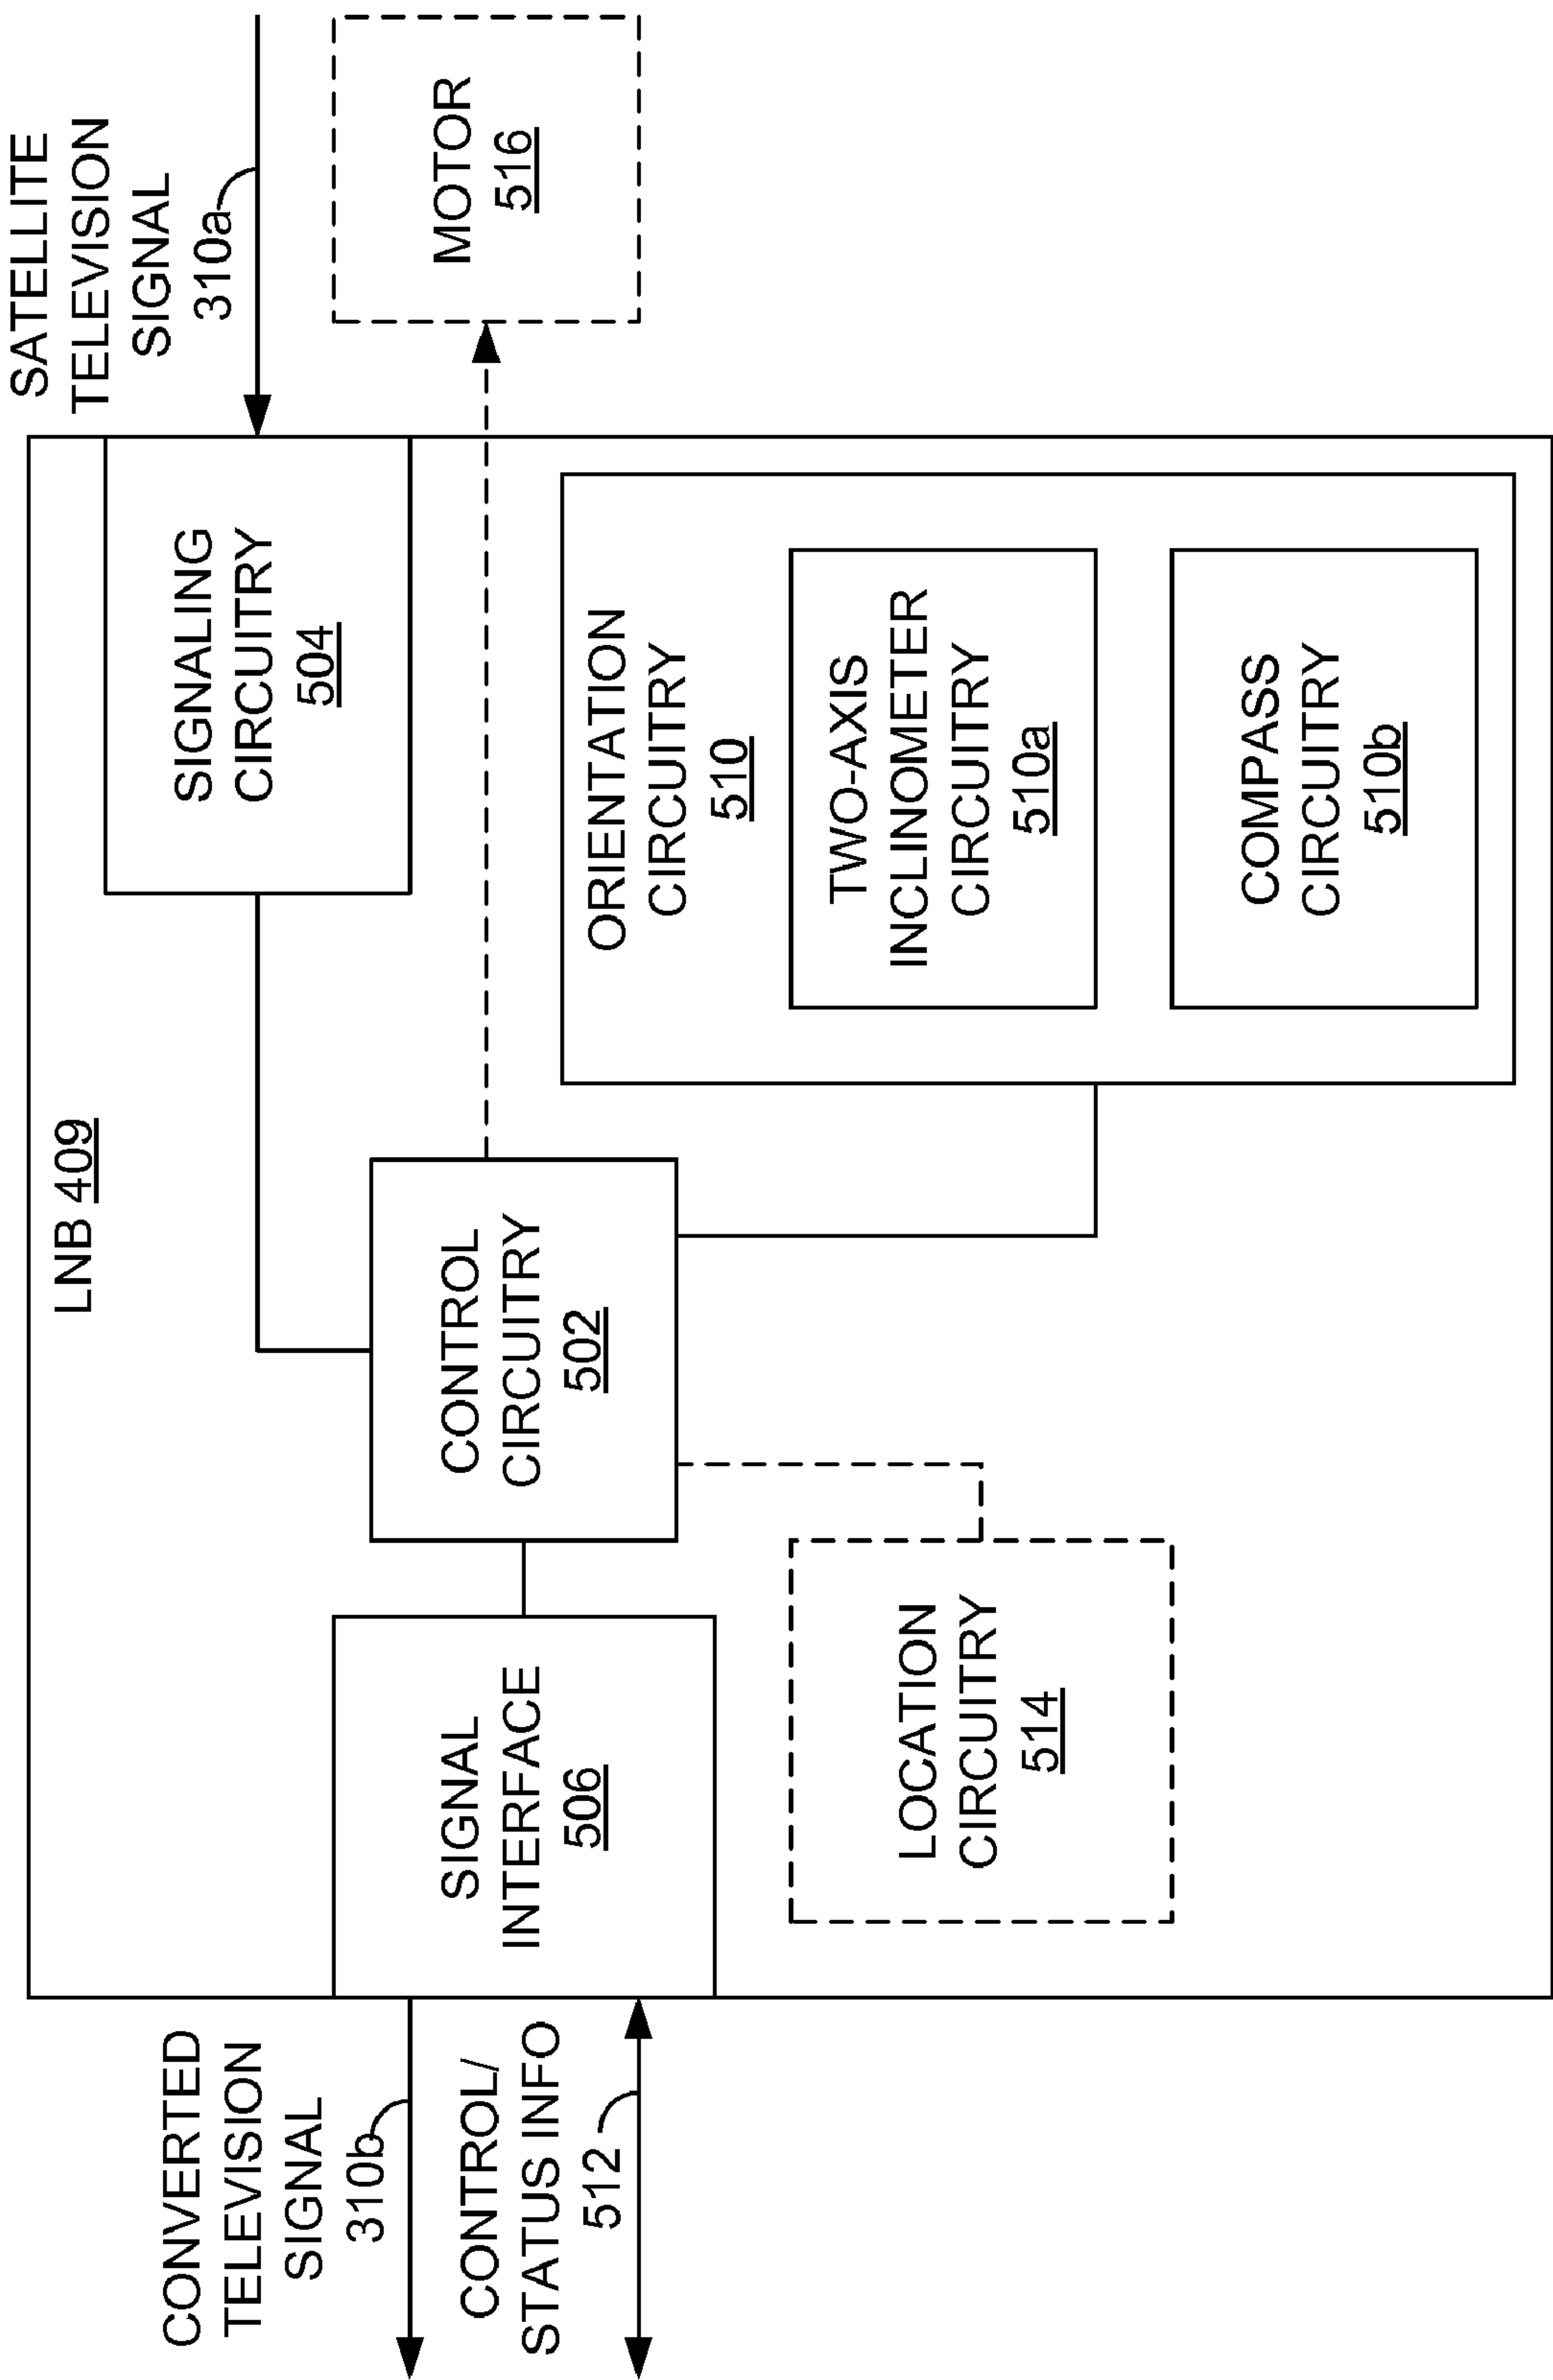 LNB 409
SATELLITE
TELEVISION
SIGNAL
310a
SIGNALING
CIRCUITRY
504
MOTOR
516
CONVERTED
TELEVISION
SIGNAL
310b
CONTROL/
STATUS INFO
512
SIGNAL
INTERFACE
506
CONTROL
CIRCUITRY
502
ORIENTATION
CIRCUITRY
510
TWO-AXIS
INCLINOMETER
CIRCUITRY
510a
COMPASS
CIRCUITRY
510b
LOCATION
CIRCUITRY
514